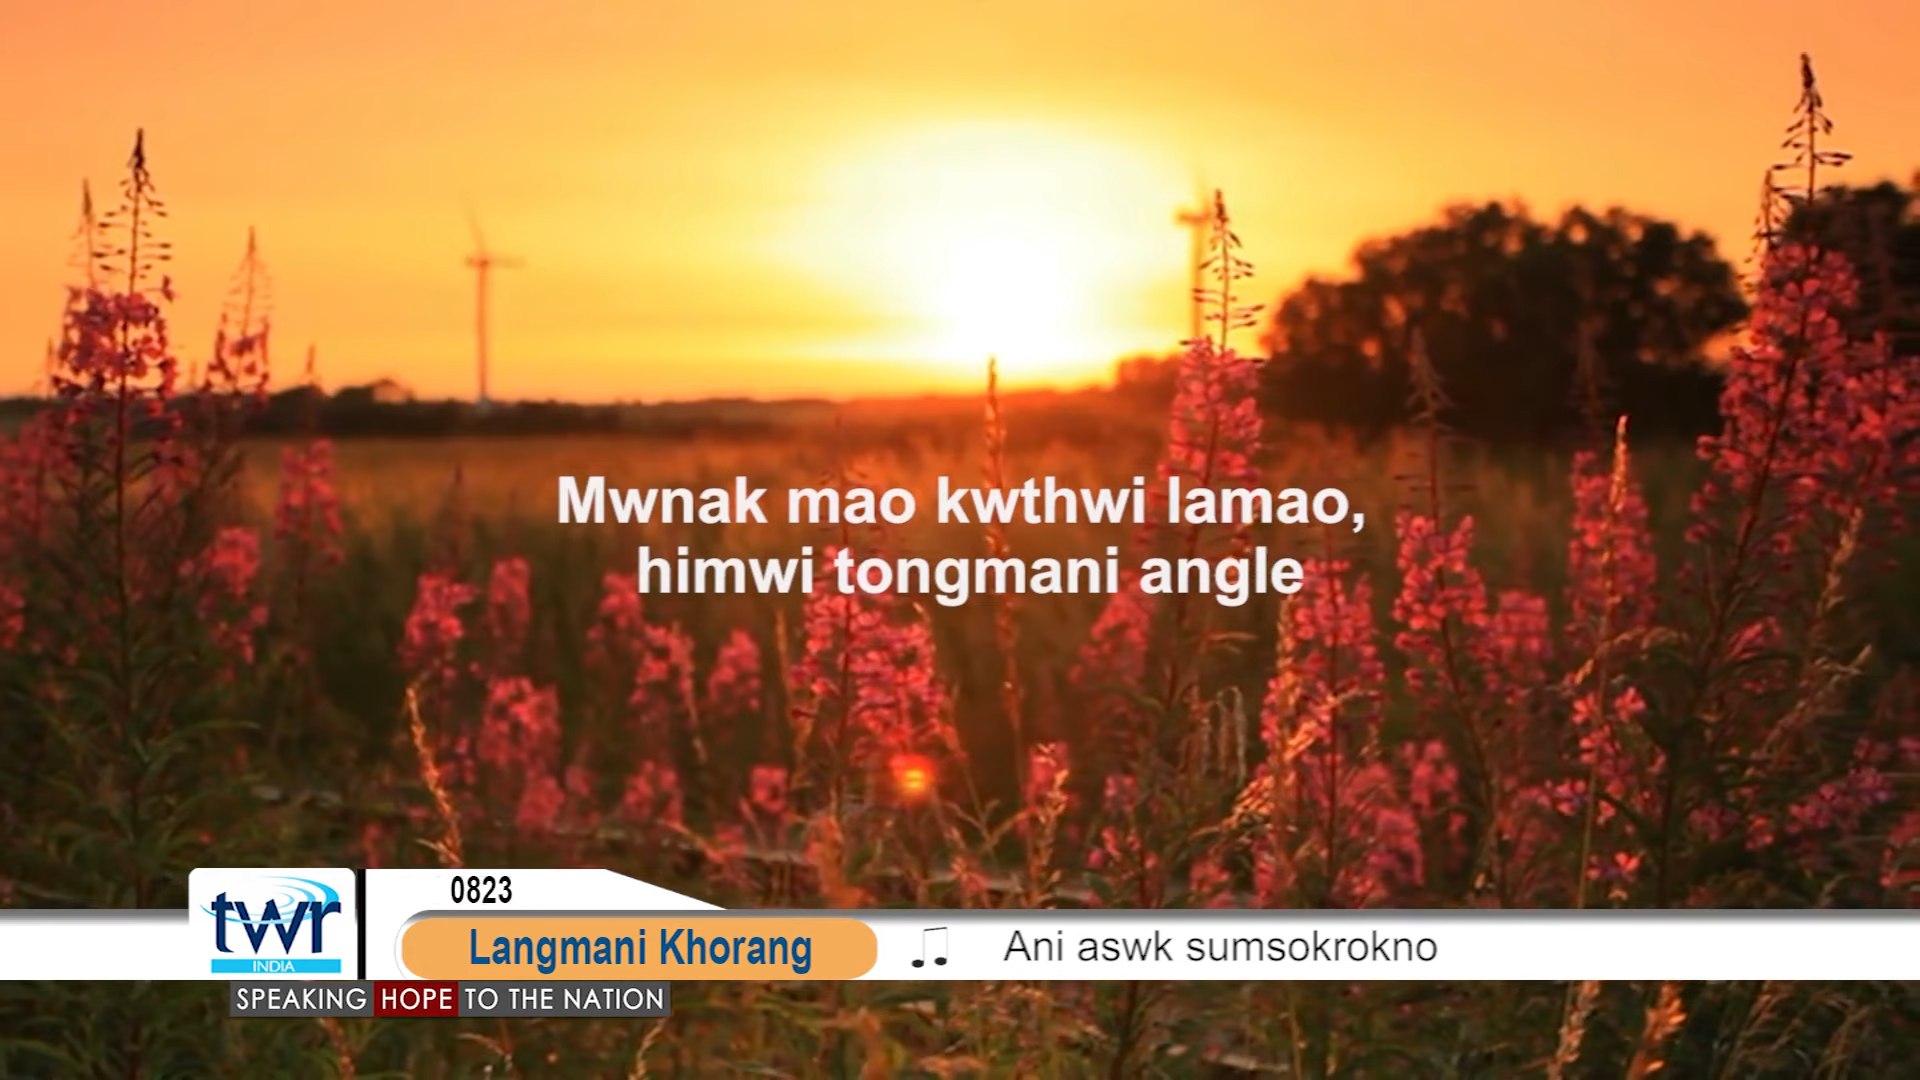 Mwnak mao kwthwi lamao,
himwi tongmani angle
0823
twr
INDIA
Langmani Khorang
Ani aswk sumsokrokno
SPEAKING HOPE TO THE NATION